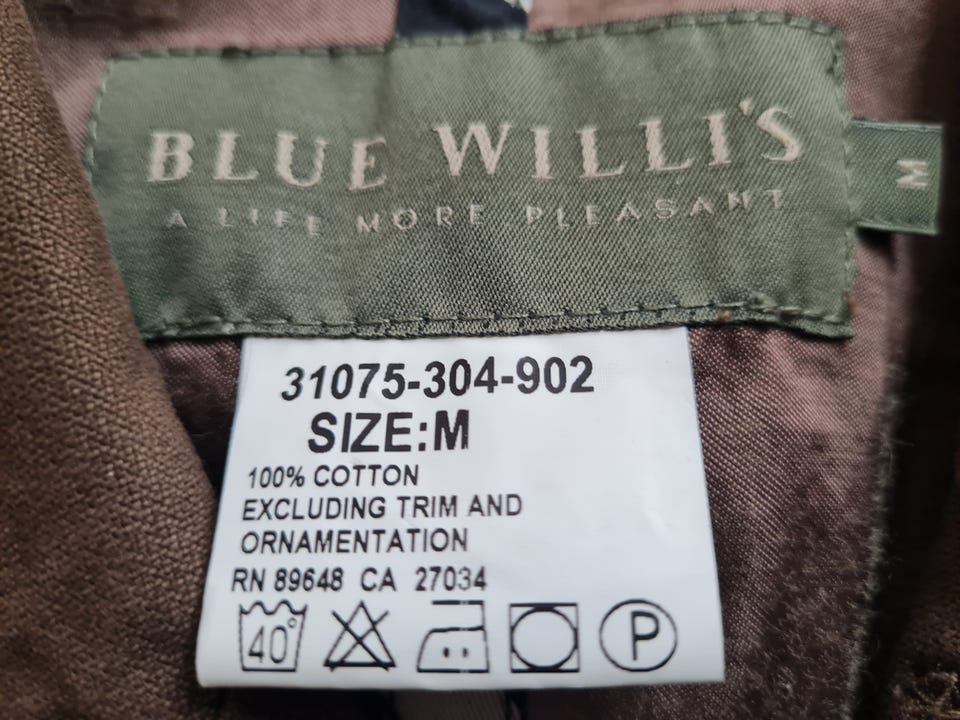 BLUE WILLI'S
A LIFE MORE PLEASANT
M
31075-304-902
SIZE:M
100% COTTON
EXCLUDING TRIM AND
ORNAMENTATION
RN 89648 CA 27034
40°
P